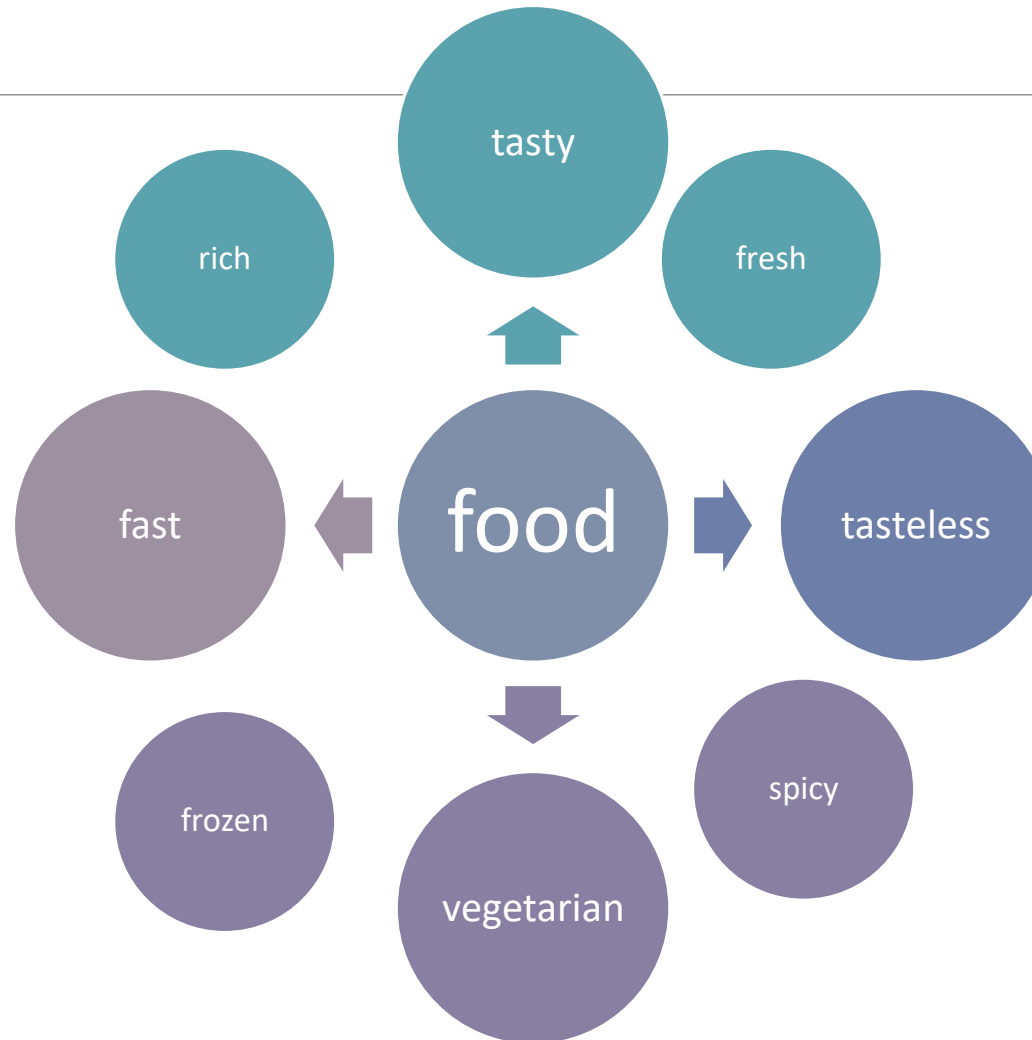 tasty
rich
fresh
fast
food
tasteless
frozen
spicy
vegetarian